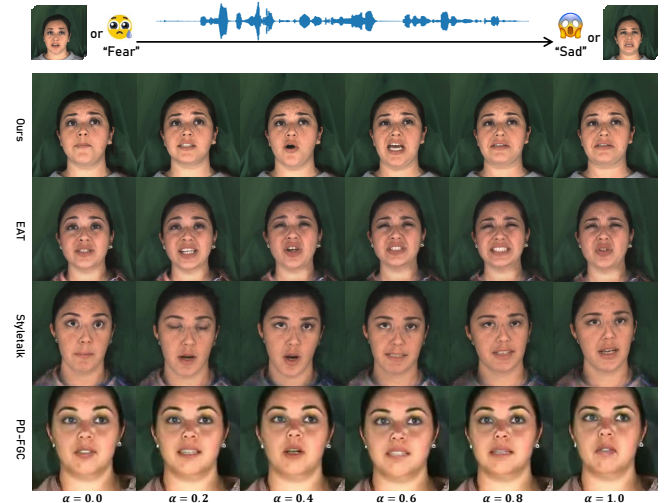 or
"Fear"
"Sad"
or
Ours
EAT
Styletalk
PD-FGC
α = 0.0
α = 0.2
α = 0.4
α = 0.6
α = 0.8
α = 1.0